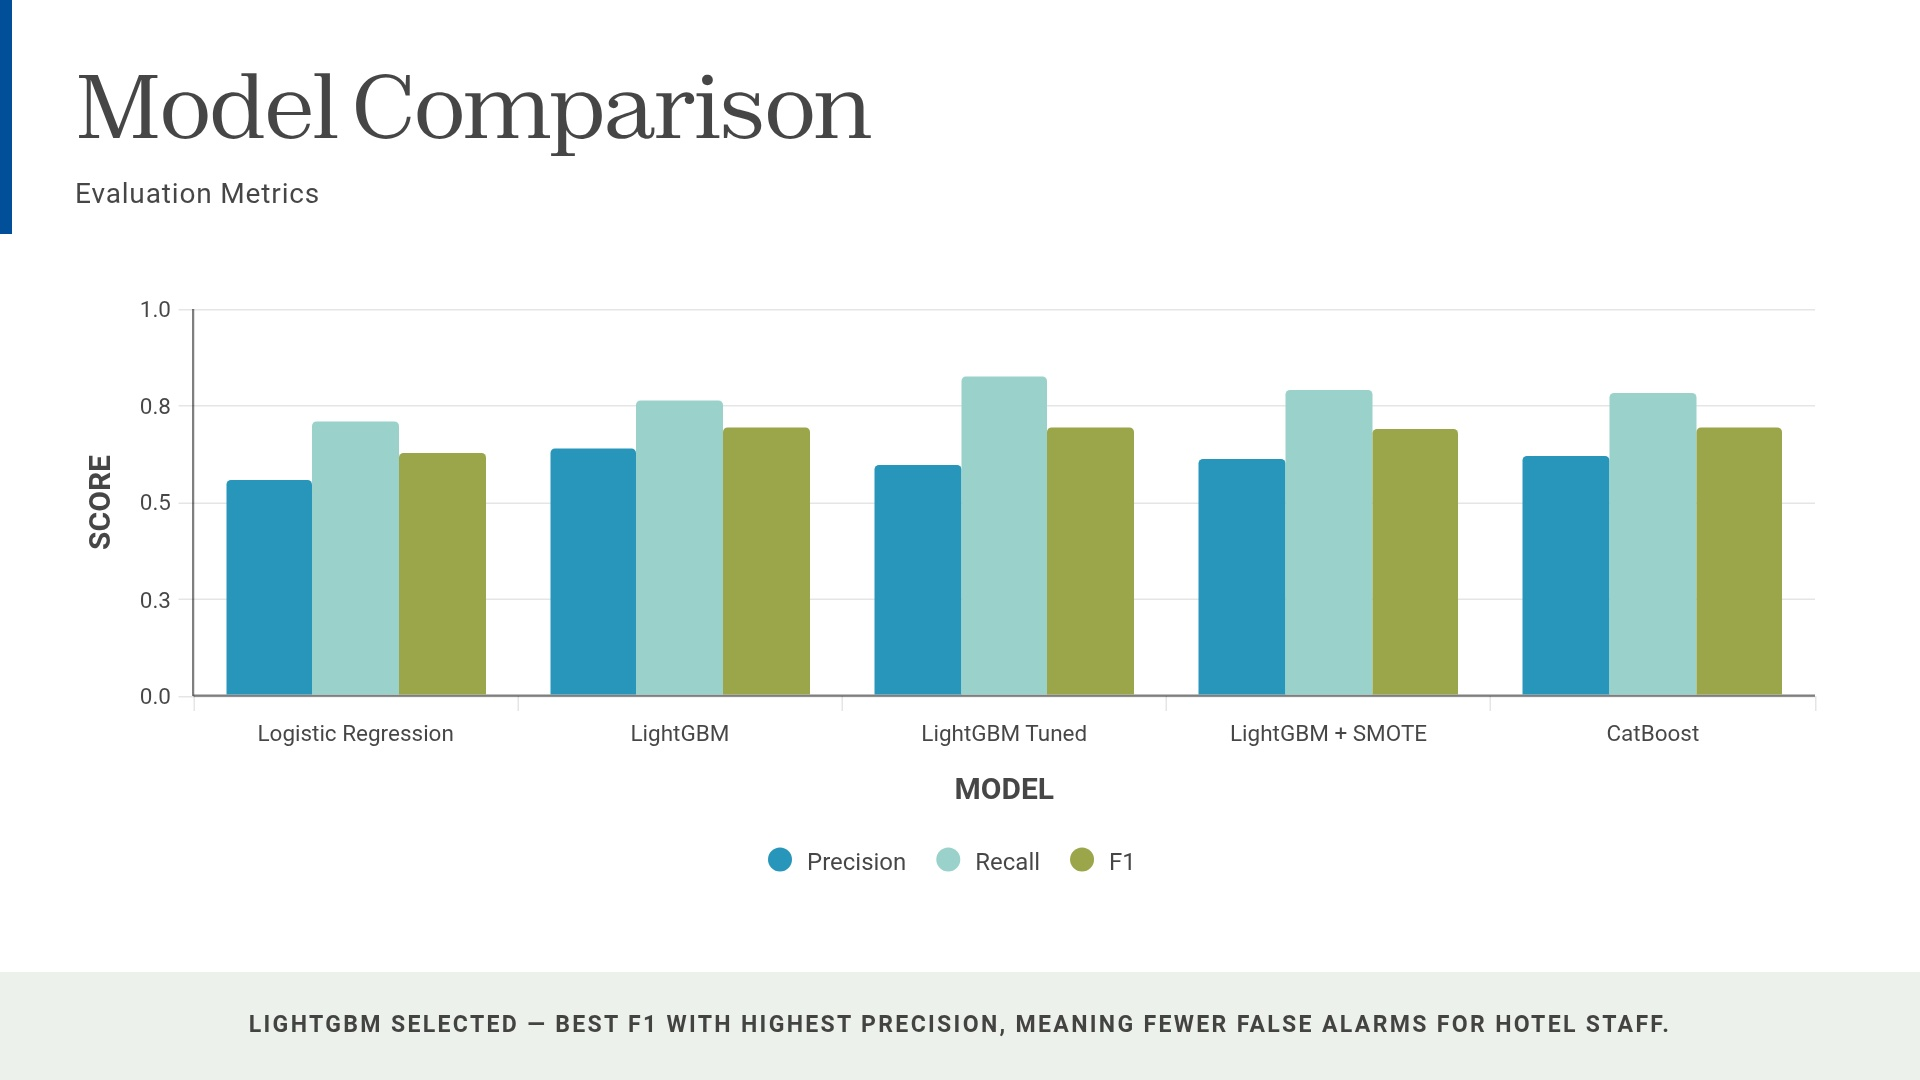 Model Comparison
Evaluation Metrics
1.0
0.8
0.5
0.3
0.0
SCORE
Logistic Regression
LightGBM
LightGBM Tuned
LightGBM + SMOTE
CatBoost
MODEL
Precision
Recall
F1
LIGHTGBM SELECTED — BEST F1 WITH HIGHEST PRECISION, MEANING FEWER FALSE ALARMS FOR HOTEL STAFF.